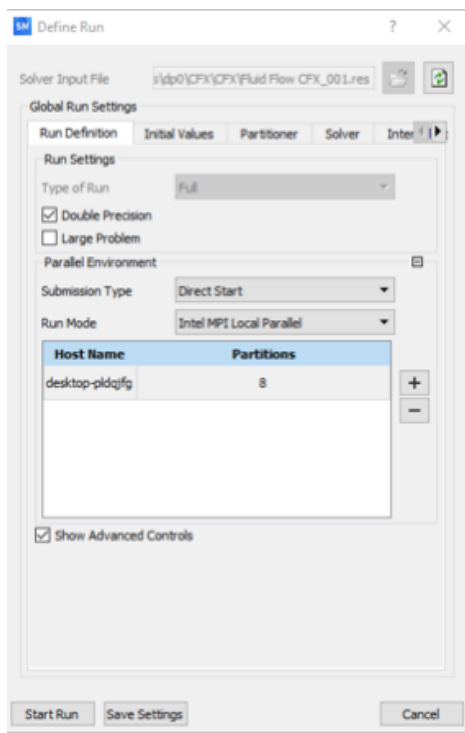 SM Define Run ? ×
Solver Input File s\dp0\CFX\CFX\Fluid Flow CFX_001.res
Global Run Settings
Run Definition Initial Values Partitioner Solver Inter
Run Settings
Type of Run Full
Double Precision
Large Problem
Parallel Environment
Submission Type Direct Start
Run Mode Intel MPI Local Parallel
Host Name Partitions
desktop-pldqjfg 8
+
−
Show Advanced Controls
Start Run Save Settings Cancel